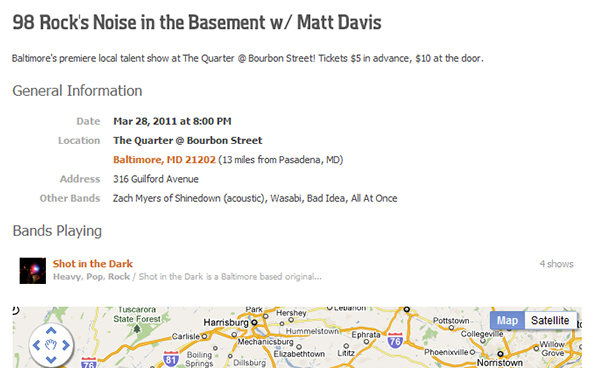 98 Rock's Noise in the Basement w/ Matt Davis
Baltimore's premiere local talent show at The Quarter @ Bourbon Street! Tickets $5 in advance, $10 at the door.
General Information
Date Mar 28, 2011 at 8:00 PM
Location The Quarter @ Bourbon Street
Baltimore, MD 21202 (13 miles from Pasadena, MD)
Address 316 Guilford Avenue
Other Bands Zach Myers of Shinedown (acoustic), Wasabi, Bad Idea, All At Once
Bands Playing
Shot in the Dark 4 shows
Heavy, Pop, Rock / Shot in the Dark is a Baltimore based original...
Tuscarora
State Forest
Park
Hershey
Lebanon
Map Satellite
Harrisburg
Pottstown
Carlisle
Hummelstown
Ephrata
Collegeville
Mechanicsburg
76
Willow
Grove
Boiling
Springs
81
Elizabethtown
Lititz
Phoenixville
76
Dillsburg
Norristown